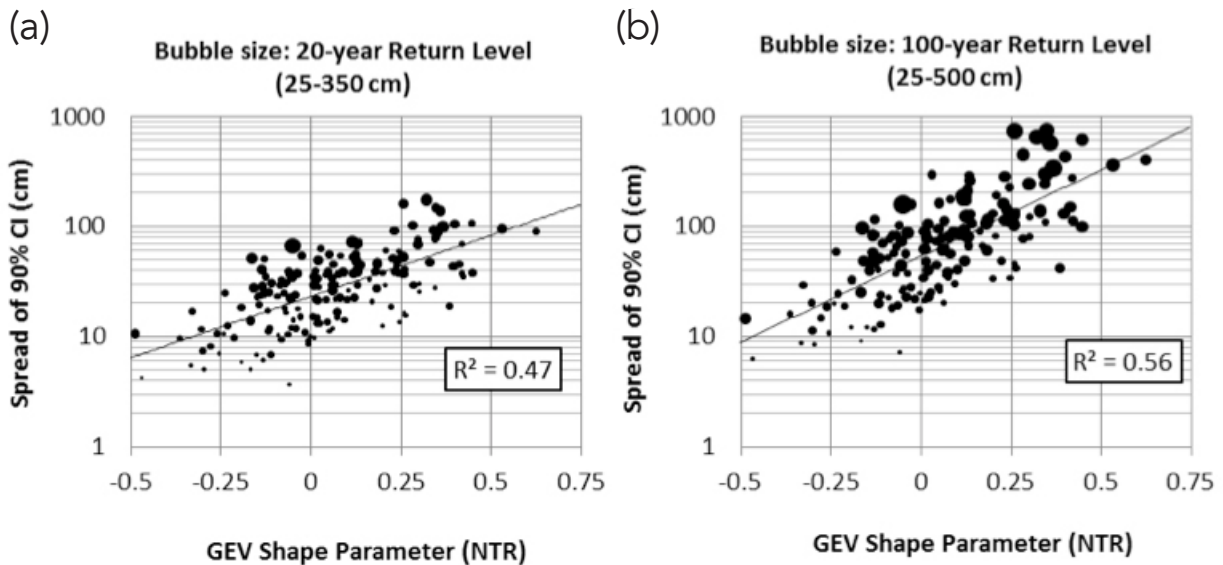 (a)
Bubble size: 20-year Return Level
(25-350 cm)
Spread of 90% CI (cm)
1000
100
10
1
R² = 0.47
-0.5 -0.25 0 0.25 0.5 0.75
GEV Shape Parameter (NTR)
(b)
Bubble size: 100-year Return Level
(25-500 cm)
Spread of 90% CI (cm)
1000
100
10
1
R² = 0.56
-0.5 -0.25 0 0.25 0.5 0.75
GEV Shape Parameter (NTR)